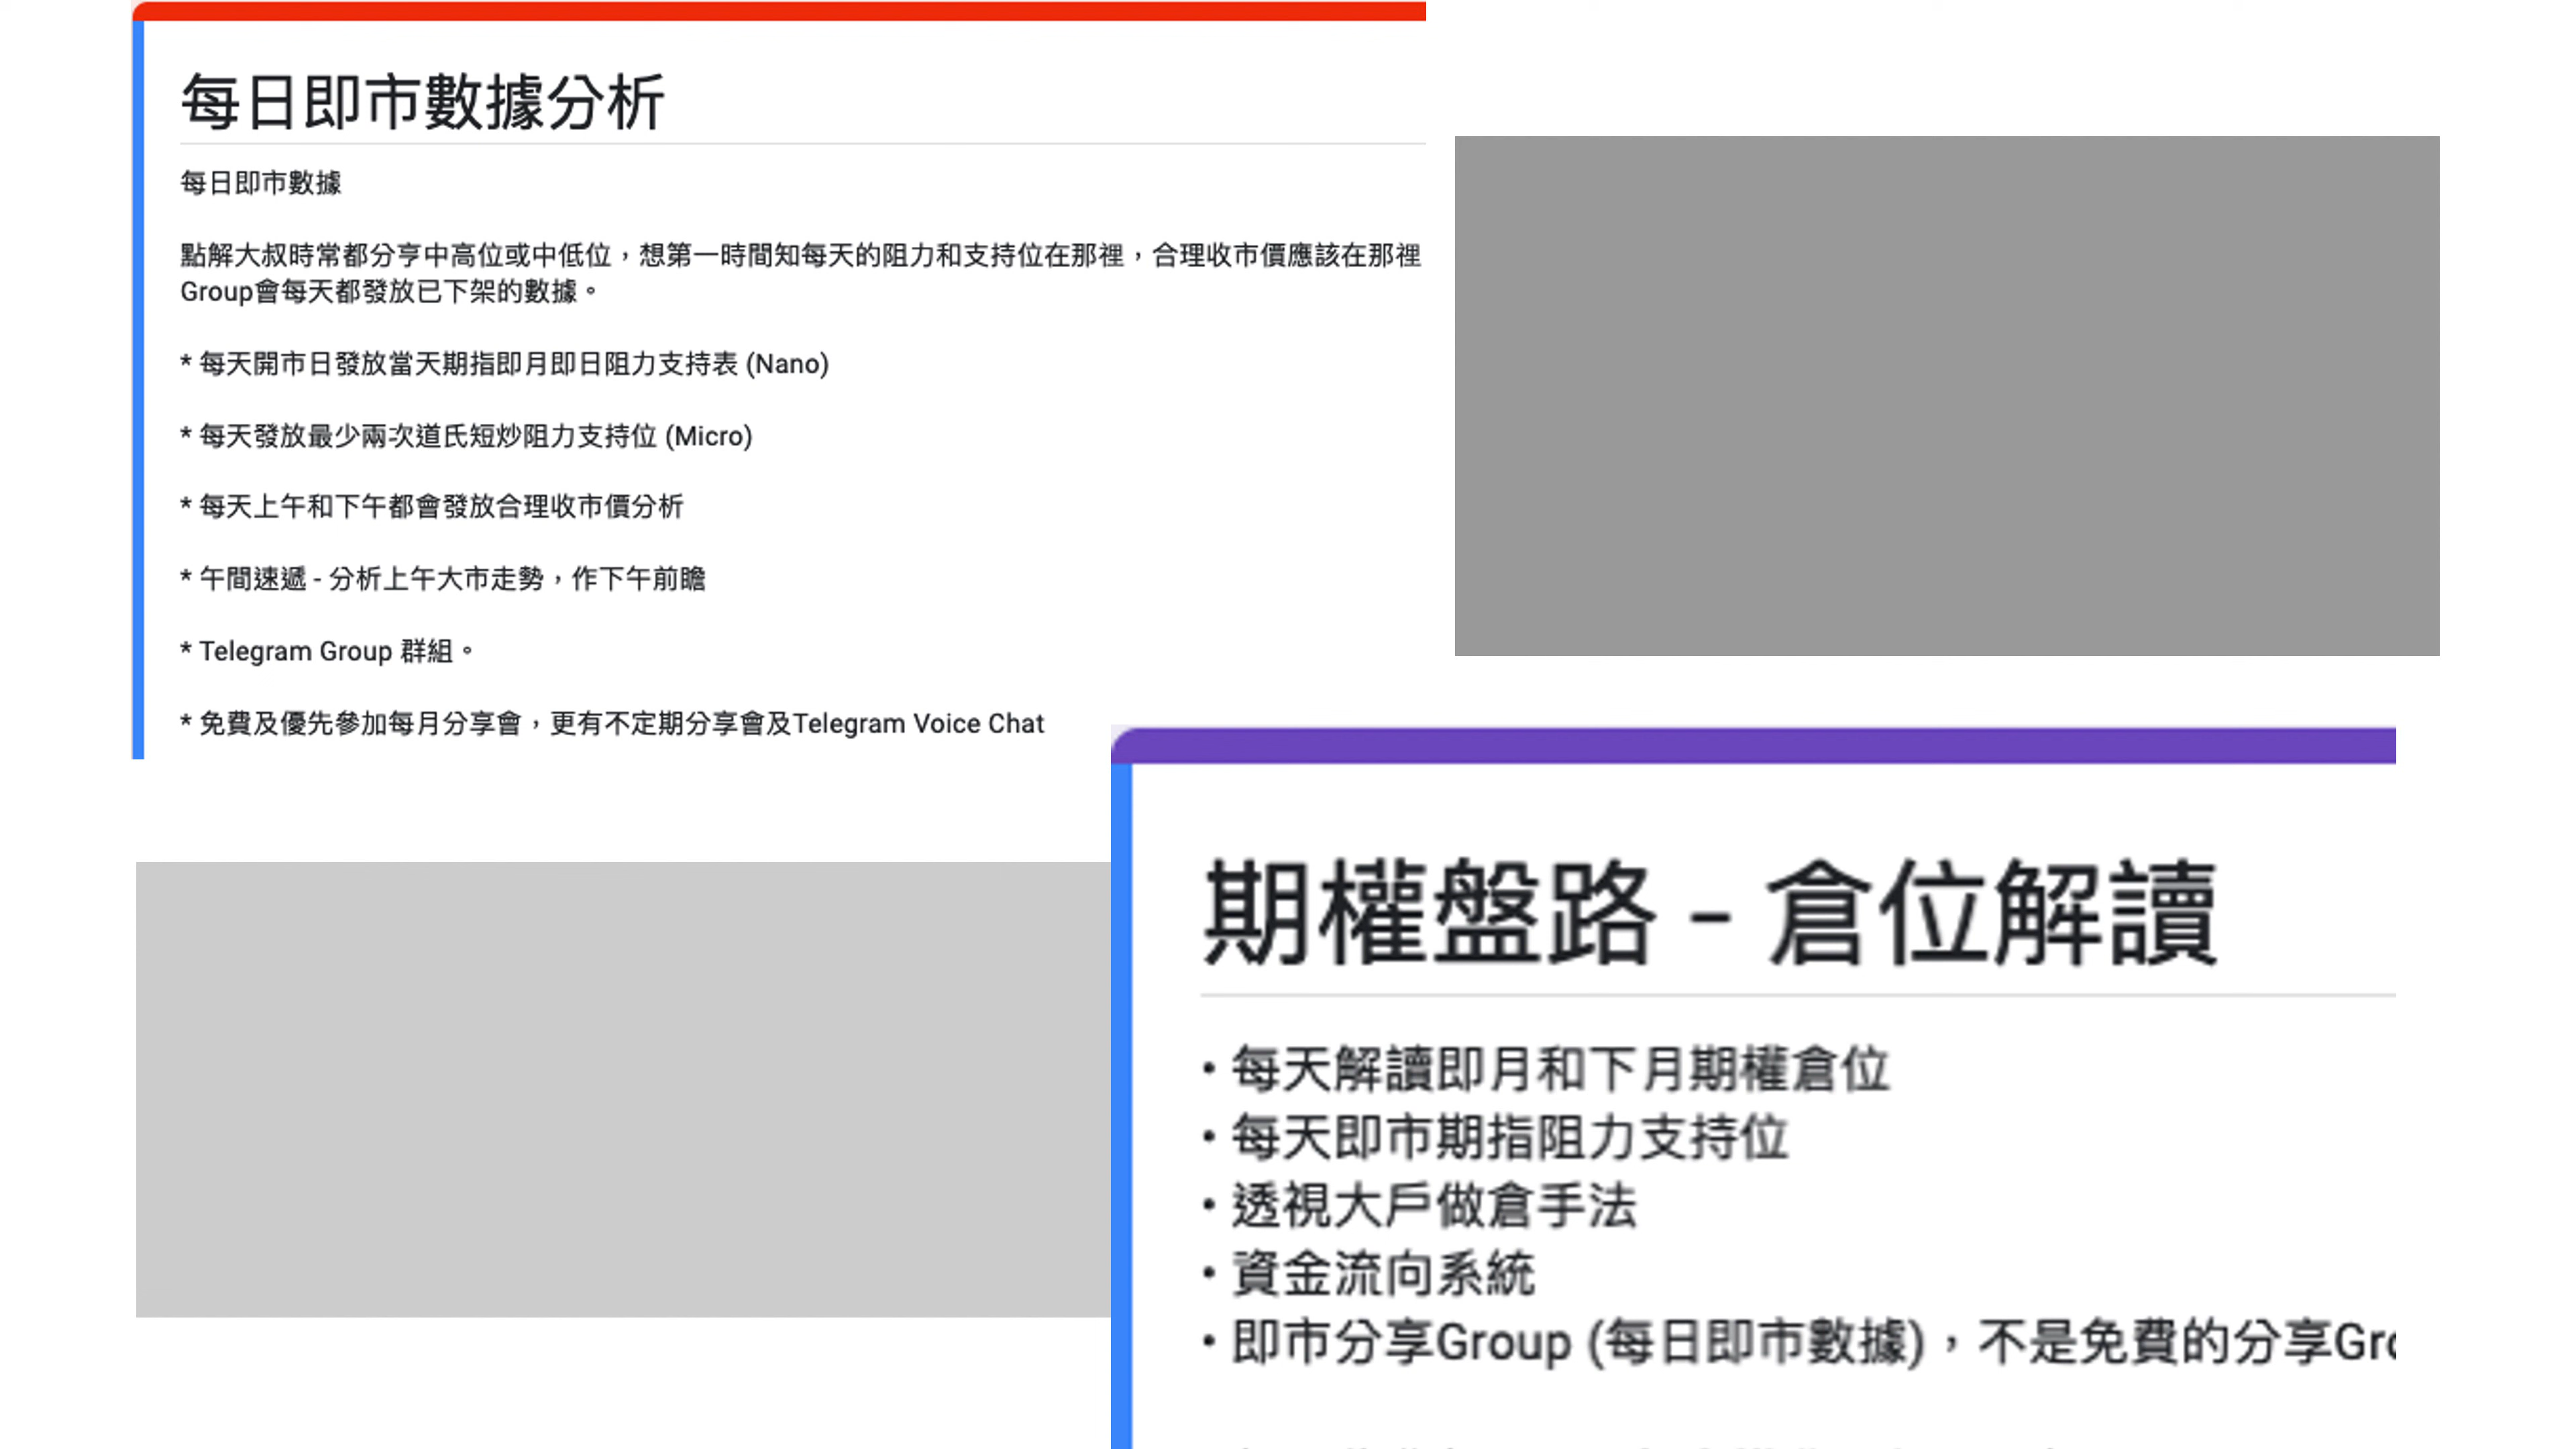 每日即市數據分析
每日即市數據
點解大叔時常都分亨中高位或中低位，想第一時間知每天的阻力和支持位在那裡，合理收市價應該在那裡
Group會每天都發放已下架的數據。
* 每天開市日發放當天期指即月即日阻力支持表 (Nano)
* 每天發放最少兩次道氏短炒阻力支持位 (Micro)
* 每天上午和下午都會發放合理收市價分析
* 午間速遞 - 分析上午大市走勢，作下午前瞻
* Telegram Group 群組。
* 免費及優先參加每月分享會，更有不定期分享會及Telegram Voice Chat
期權盤路 - 倉位解讀
• 每天解讀即月和下月期權倉位
• 每天即市期指阻力支持位
• 透視大戶做倉手法
• 資金流向系統
• 即市分享Group (每日即市數據)，不是免費的分享Gro